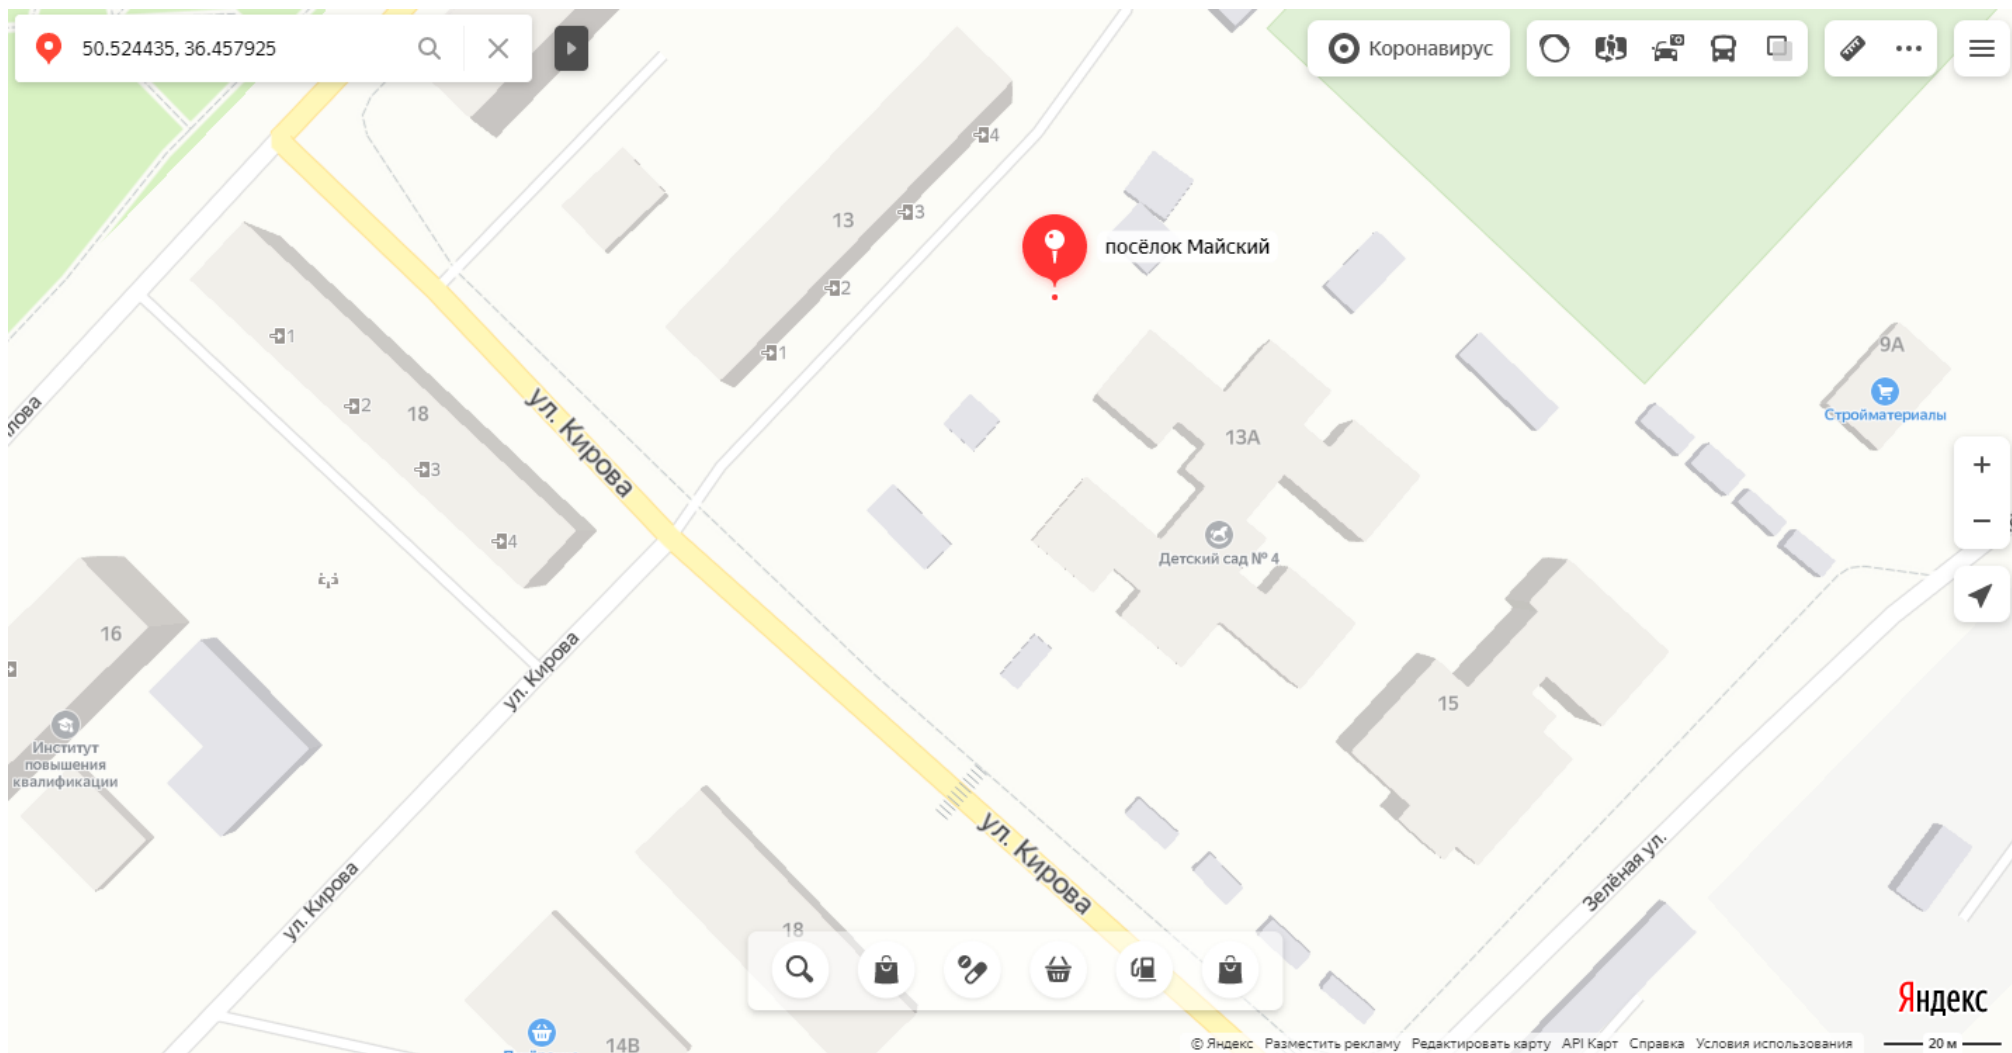 50.524435, 36.457925
Коронавирус
4
13
3
посёлок Майский
2
1
1
9А
Стройматериалы
2
18
лова
ул. Кирова
3
13А
4
Детский сад № 4
16
ул. Кирова
15
Институт
повышения
квалификации
ул. Кирова
Зелёная ул.
ул. Кирова
18
14В
Яндекс
© Яндекс Разместить рекламу Редактировать карту API Карт Справка Условия использования
20 м